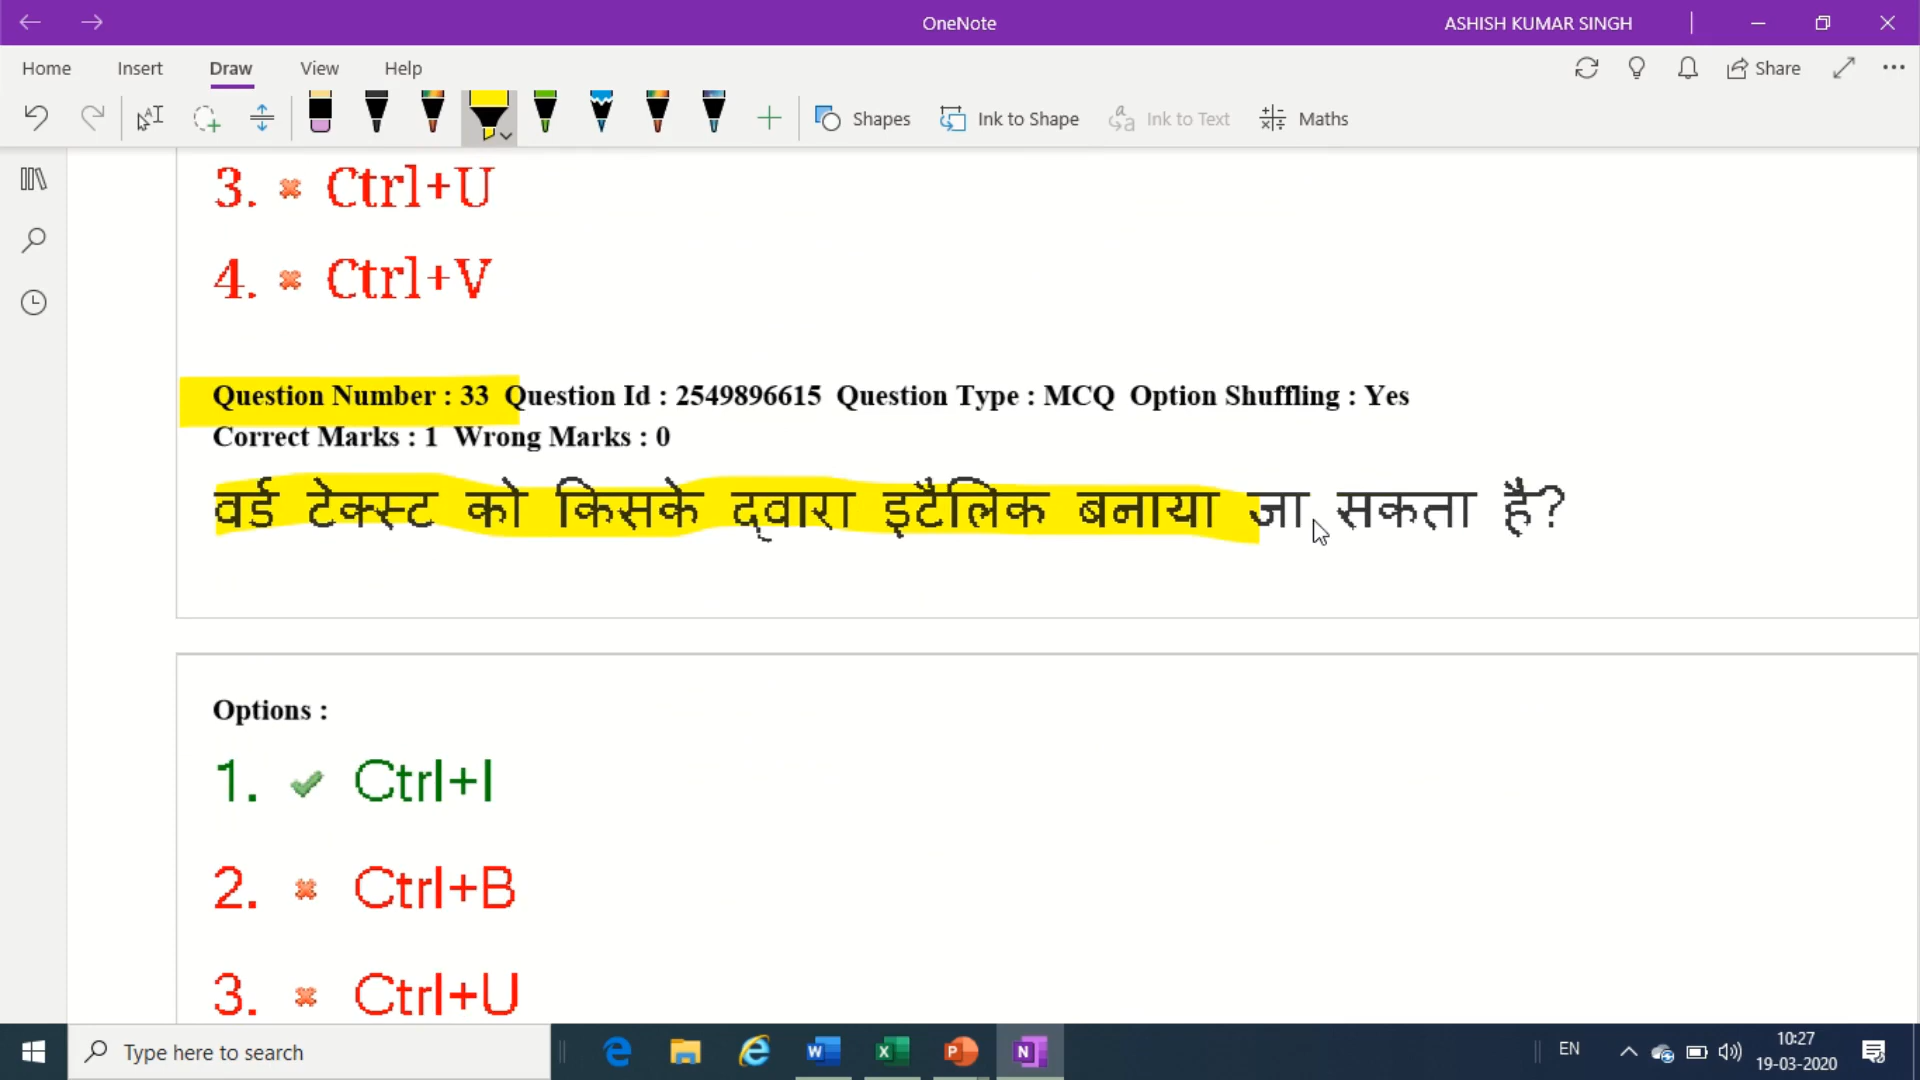 OneNote
ASHISH KUMAR SINGH
Home Insert Draw View Help
Share
Shapes Ink to Shape Ink to Text Maths
3. Ctrl+U
4. Ctrl+V
Question Number : 33 Question Id : 2549896615 Question Type : MCQ Option Shuffling : Yes
Correct Marks : 1 Wrong Marks : 0
वर्ड टेक्स्ट को किसके द्वारा इटैलिक बनाया जा सकता है?
Options :
1. Ctrl+I
2. Ctrl+B
3. Ctrl+U
Type here to search
EN
10:27
19-03-2020